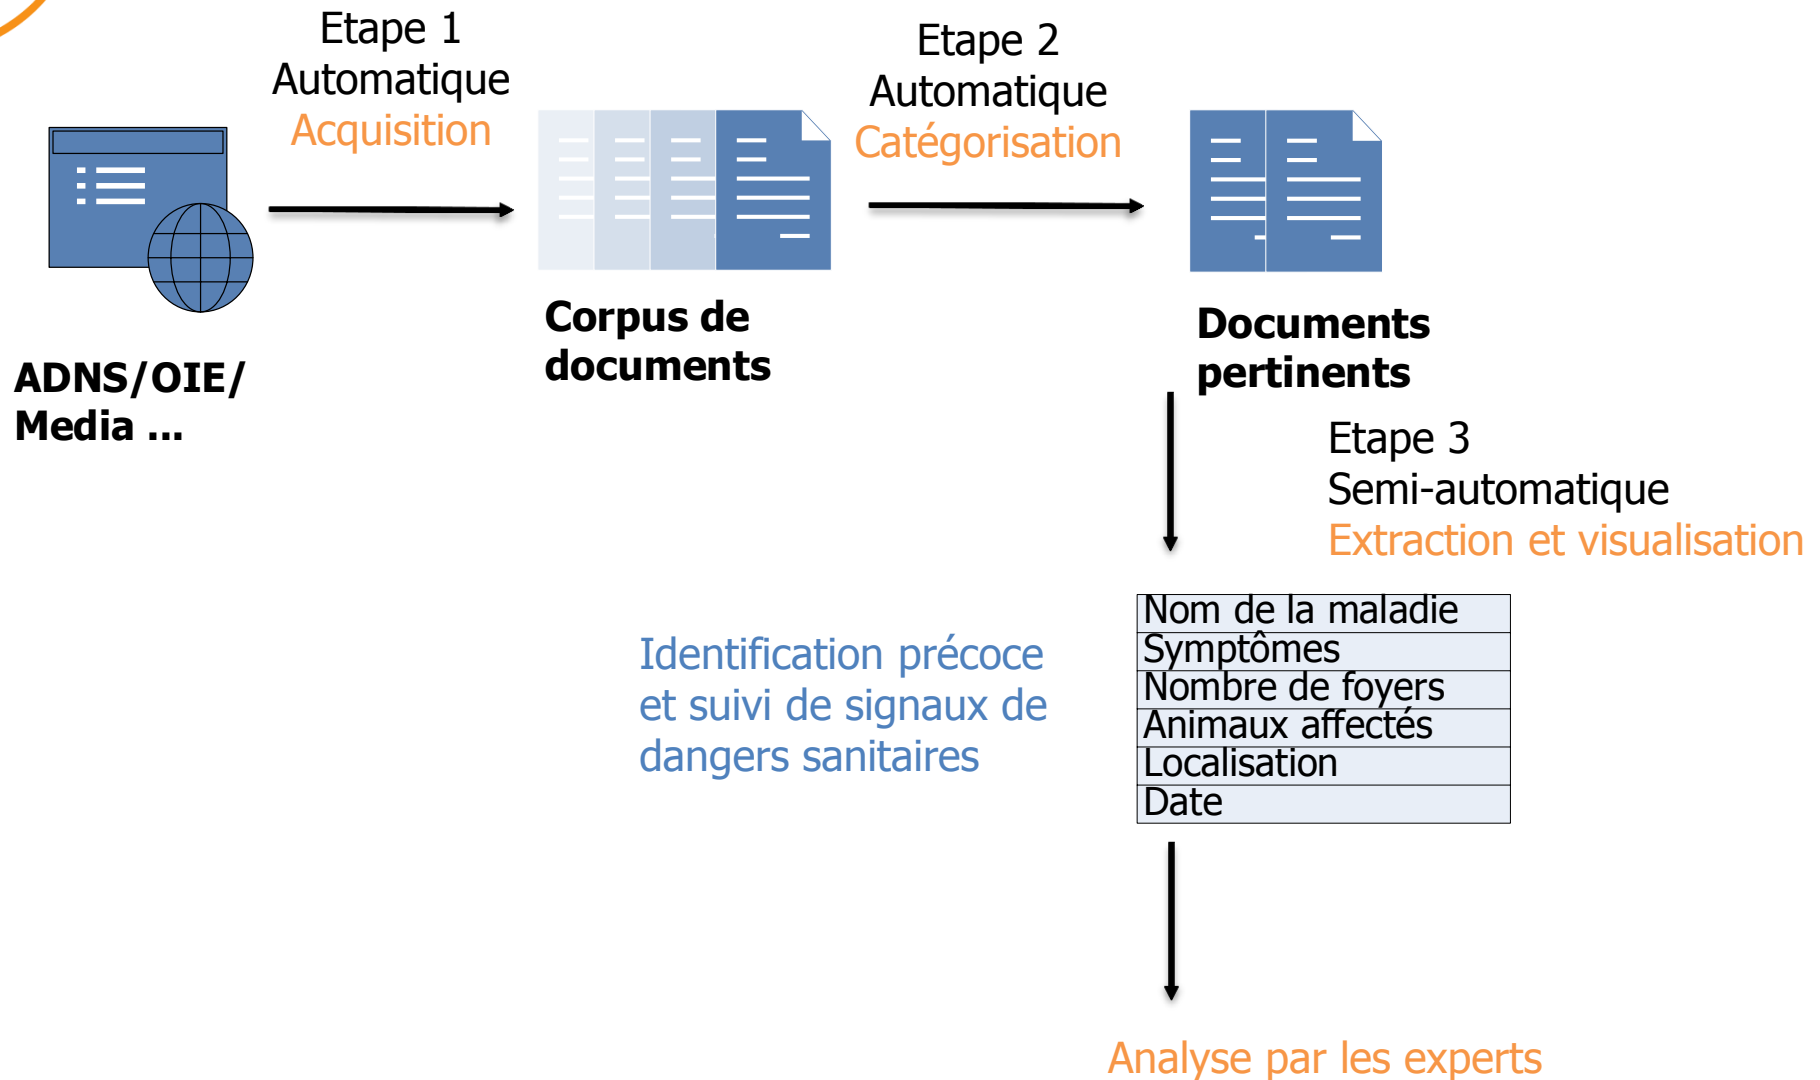 Etape 1
Automatique
Acquisition
Etape 2
Automatique
Catégorisation
ADNS/OIE/
Media ...
Corpus de
documents
Documents
pertinents
Etape 3
Semi-automatique
Extraction et visualisation
Identification précoce
et suivi de signaux de
dangers sanitaires
Nom de la maladie
Symptômes
Nombre de foyers
Animaux affectés
Localisation
Date
Analyse par les experts